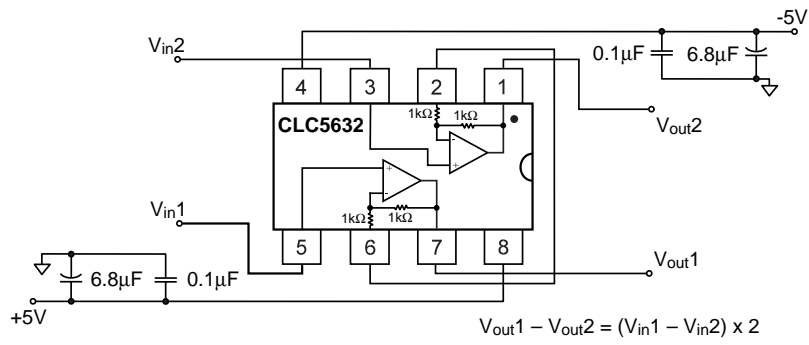 -5V
Vin2
0.1µF 6.8µF
4 3 2 1
1kΩ 1kΩ
CLC5632
Vout2
- +
+ -
Vin1
1kΩ 1kΩ
5 6 7 8
6.8µF 0.1µF
Vout1
+5V
Vout1 – Vout2 = (Vin1 – Vin2) x 2